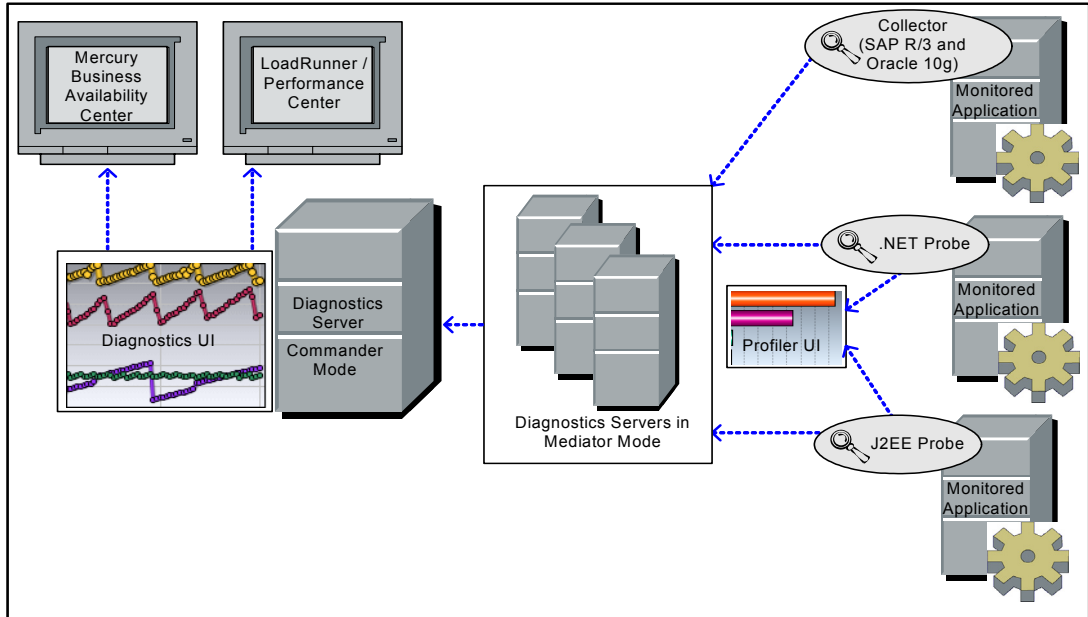 Mercury
Business
Availability
Center
LoadRunner /
Performance
Center
Collector
(SAP R/3 and
Oracle 10g)
Monitored
Application
.NET Probe
Monitored
Application
Diagnostics
Server
Commander
Mode
Diagnostics UI
Profiler UI
Diagnostics Servers in
Mediator Mode
J2EE Probe
Monitored
Application